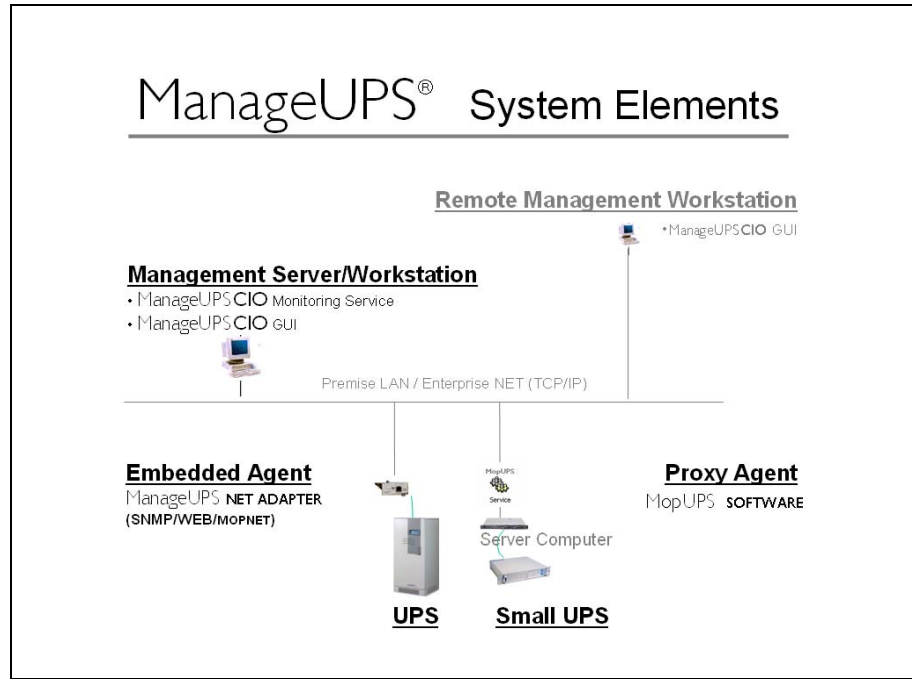 ManageUPS® System Elements
Remote Management Workstation
• ManageUPSCIO GUI
Management Server/Workstation
• ManageUPSCIO Monitoring Service
• ManageUPSCIO GUI
Premise LAN / Enterprise NET (TCP/IP)
Embedded Agent
ManageUPS NET ADAPTER
(SNMP/WEB/MOPNET)
MopUPS
Service
Proxy Agent
MopUPS SOFTWARE
Server Computer
UPS
Small UPS